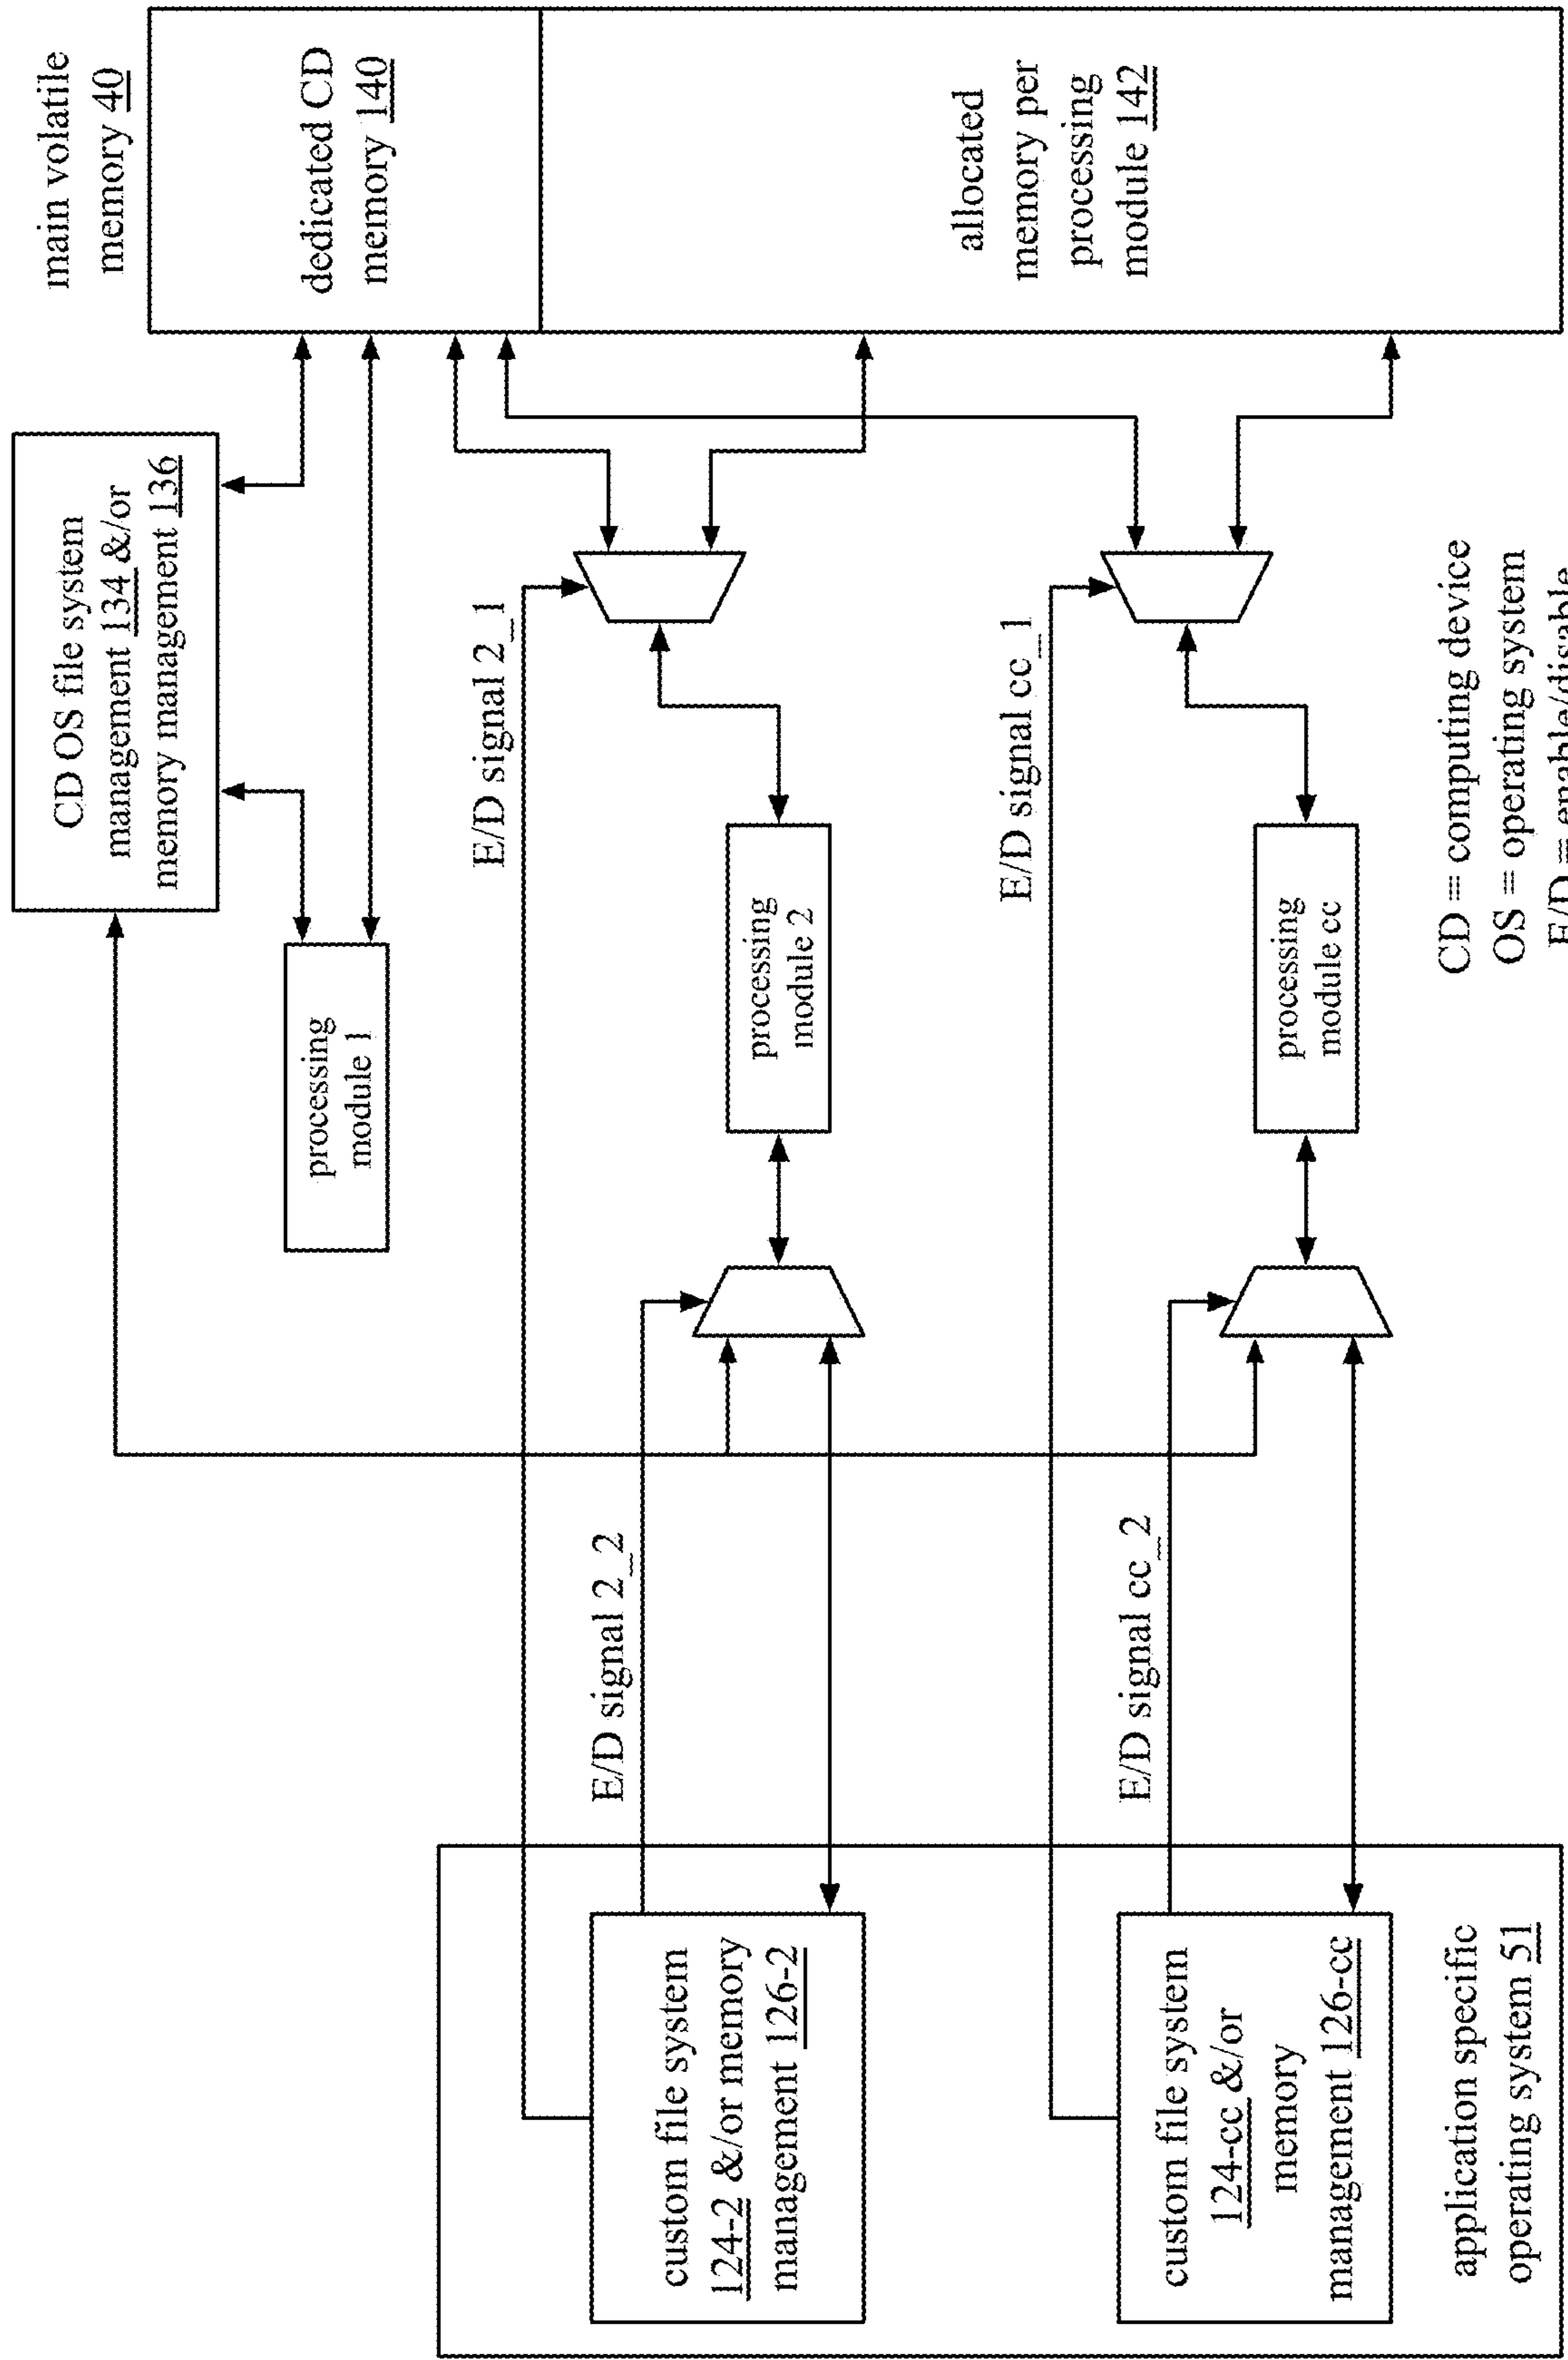 CD OS file system
management 134 &/or
memory management 136
main volatile
memory 40
processing
module 1
dedicated CD
memory 140
E/D signal 2_1
E/D signal 2_2
custom file system
124-2 &/or memory
management 126-2
processing
module 2
allocated
memory per
processing
module 142
E/D signal cc_1
E/D signal cc_2
custom file system
124-cc &/or
memory
management 126-cc
processing
module cc
application specific
operating system 51
CD ≡ computing device
OS ≡ operating system
E/D ≡ enable/disable